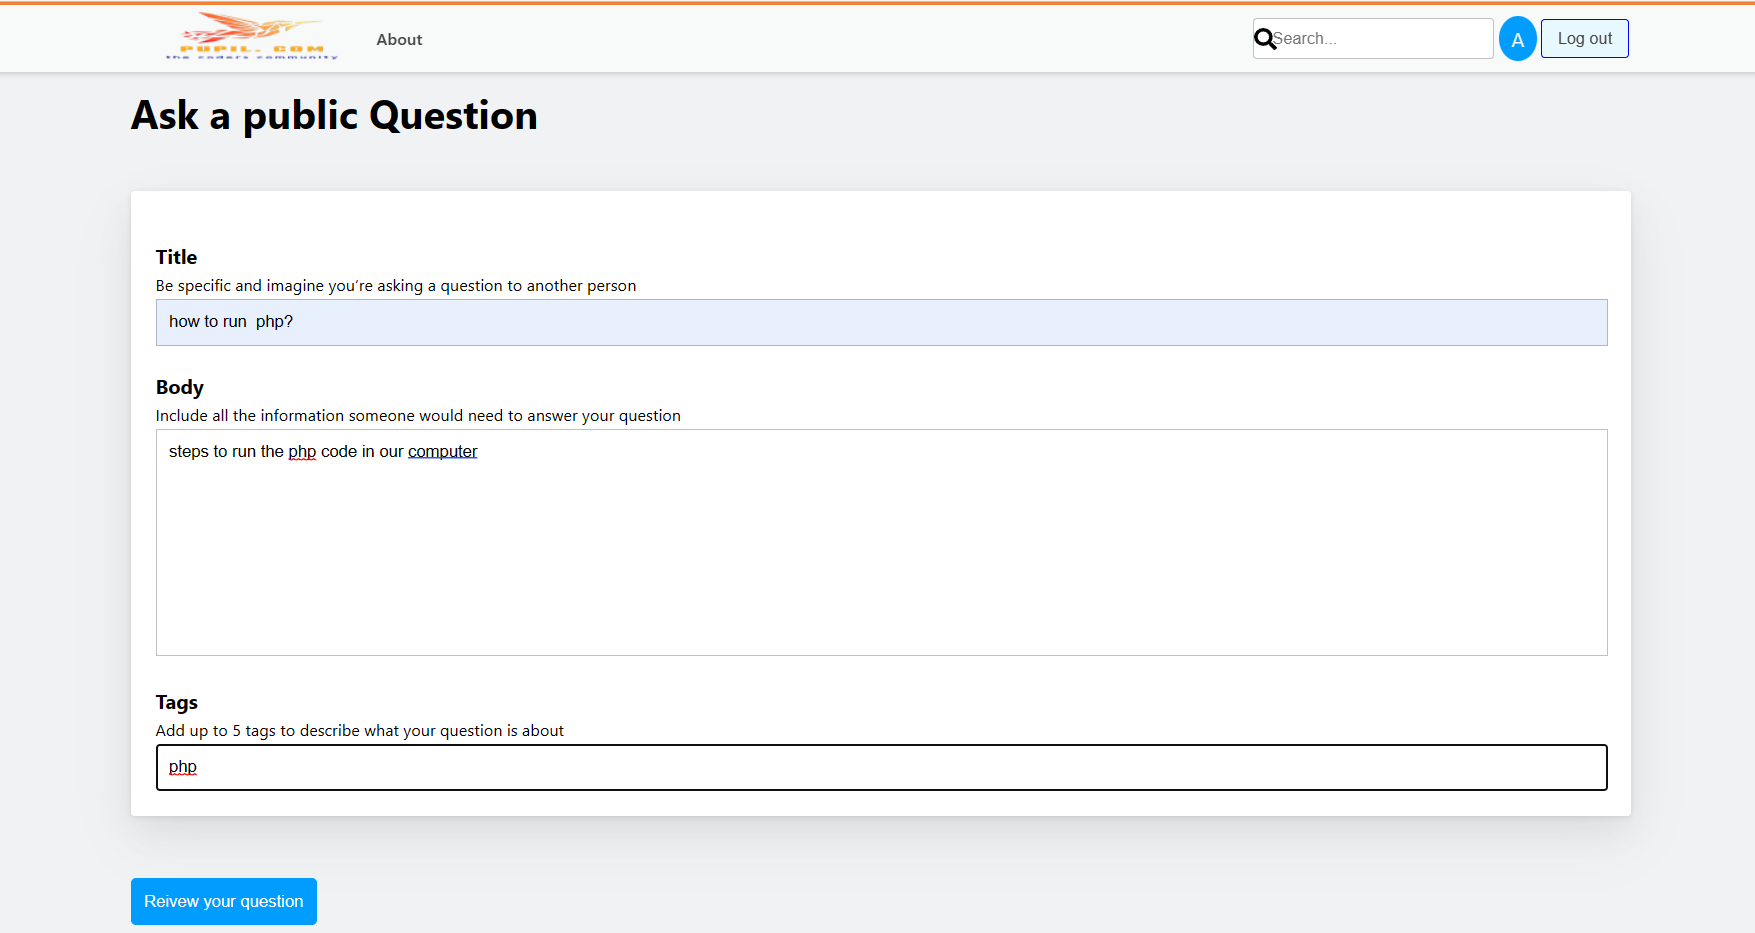 PUPIL. COM
the coders community
About
Search...
A
Log out
Ask a public Question
Title
Be specific and imagine you're asking a question to another person
how to run  php?
Body
Include all the information someone would need to answer your question
steps to run the php code in our computer
Tags
Add up to 5 tags to describe what your question is about
php
Reivew your question